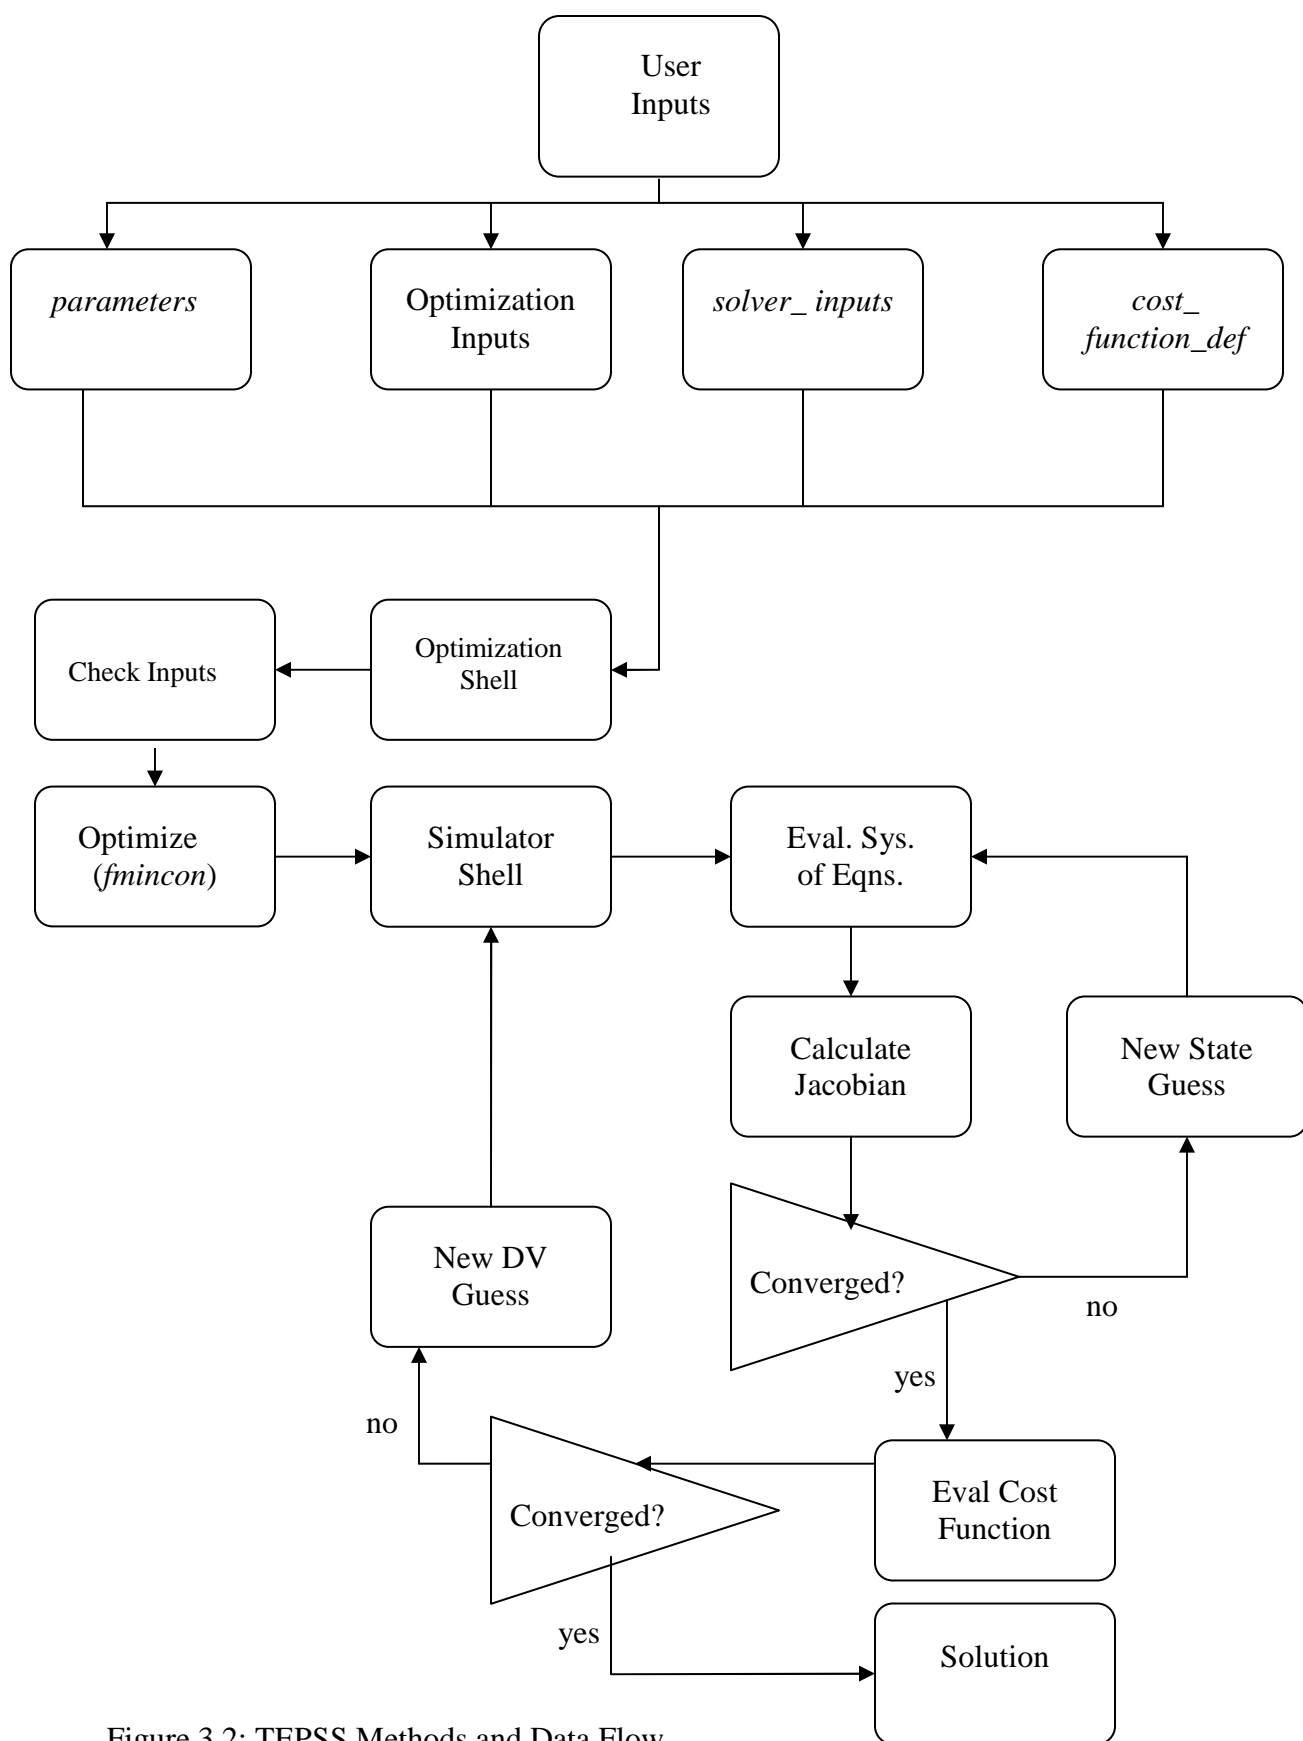 User
Inputs
parameters
Optimization
Inputs
solver_ inputs
cost_
function_def
Check Inputs
Optimization
Shell
Optimize
(fmincon)
Simulator
Shell
Eval. Sys.
of Eqns.
Calculate
Jacobian
New State
Guess
New DV
Guess
Converged?
no
yes
no
Converged?
Eval Cost
Function
yes
Solution
Figure 3.2: TEPSS Methods and Data Flow